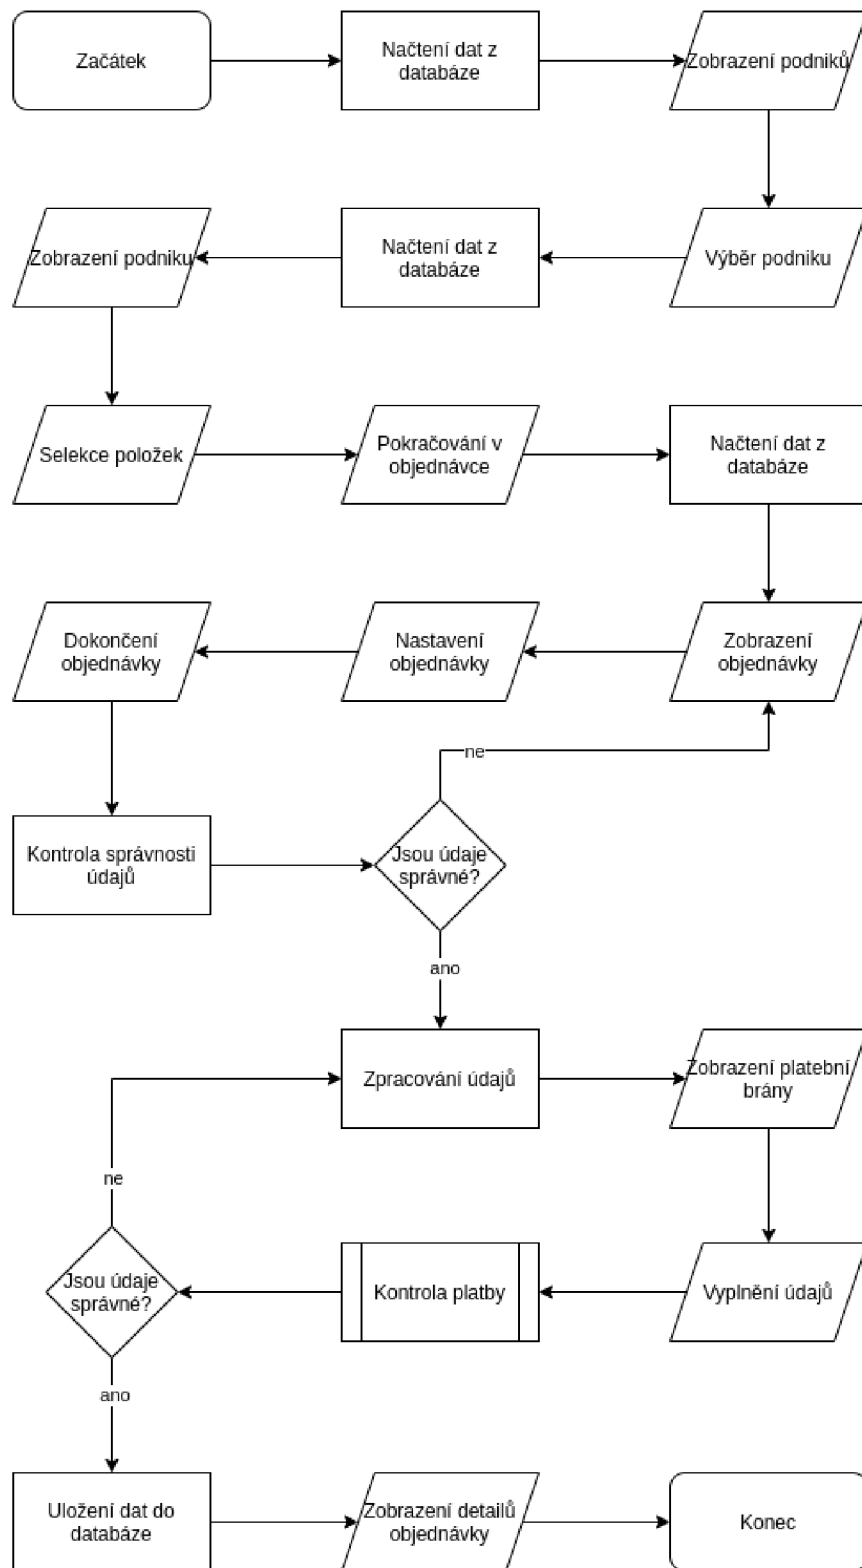 Začátek
Načtení dat z
databáze
Zobrazení podniků
Zobrazení podniku
Načtení dat z
databáze
Výběr podniku
Selekce položek
Pokračování v
objednávce
Načtení dat z
databáze
Dokončení
objednávky
Nastavení
objednávky
Zobrazení
objednávky
ne
Kontrola správnosti
údajů
Jsou údaje
správné?
ano
Zpracování údajů
Zobrazení platební
brány
ne
Jsou údaje
správné?
Kontrola platby
Vyplnění údajů
ano
Uložení dat do
databáze
Zobrazení detailů
objednávky
Konec